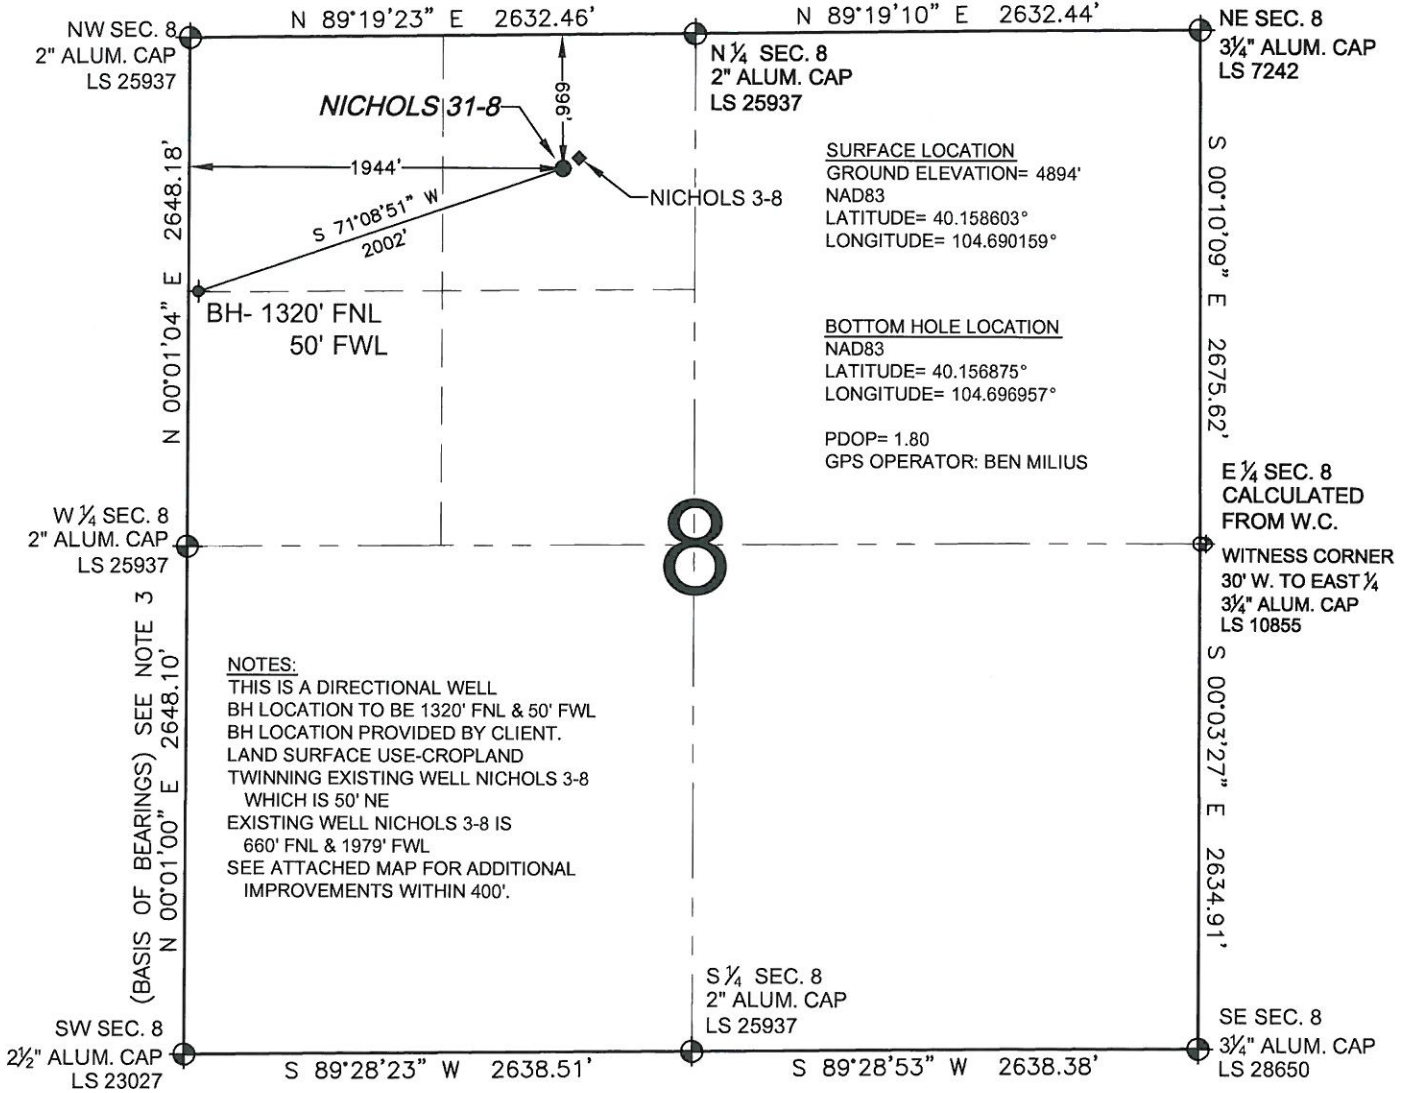 N 89°19'23" E 2632.46'
N 89°19'10" E 2632.44'
NW SEC. 8
2" ALUM. CAP
LS 25937
N ¼ SEC. 8
2" ALUM. CAP
LS 25937
NE SEC. 8
3¼" ALUM. CAP
LS 7242
NICHOLS 31-8
969'
1944'
NICHOLS 3-8
S 71°08'51" W
2002'
BH- 1320' FNL
50' FWL
N 00°01'04" E 2648.18'
SURFACE LOCATION
GROUND ELEVATION= 4894'
NAD83
LATITUDE= 40.158603°
LONGITUDE= 104.690159°
BOTTOM HOLE LOCATION
NAD83
LATITUDE= 40.156875°
LONGITUDE= 104.696957°
PDOP= 1.80
GPS OPERATOR: BEN MILIUS
S 00°10'09" E 2675.62'
W ¼ SEC. 8
2" ALUM. CAP
LS 25937
8
E ¼ SEC. 8
CALCULATED
FROM W.C.
WITNESS CORNER
30' W. TO EAST ¼
3¼" ALUM. CAP
LS 10855
(BASIS OF BEARINGS) SEE NOTE 3
N 00°01'00" E 2648.10'
NOTES:
THIS IS A DIRECTIONAL WELL
BH LOCATION TO BE 1320' FNL & 50' FWL
BH LOCATION PROVIDED BY CLIENT.
LAND SURFACE USE-CROPLAND
TWINNING EXISTING WELL NICHOLS 3-8
WHICH IS 50' NE
EXISTING WELL NICHOLS 3-8 IS
660' FNL & 1979' FWL
SEE ATTACHED MAP FOR ADDITIONAL
IMPROVEMENTS WITHIN 400'.
S 00°03'27" E 2634.91'
SW SEC. 8
2½" ALUM. CAP
LS 23027
S ¼ SEC. 8
2" ALUM. CAP
LS 25937
SE SEC. 8
3¼" ALUM. CAP
LS 28650
S 89°28'23" W 2638.51'
S 89°28'53" W 2638.38'